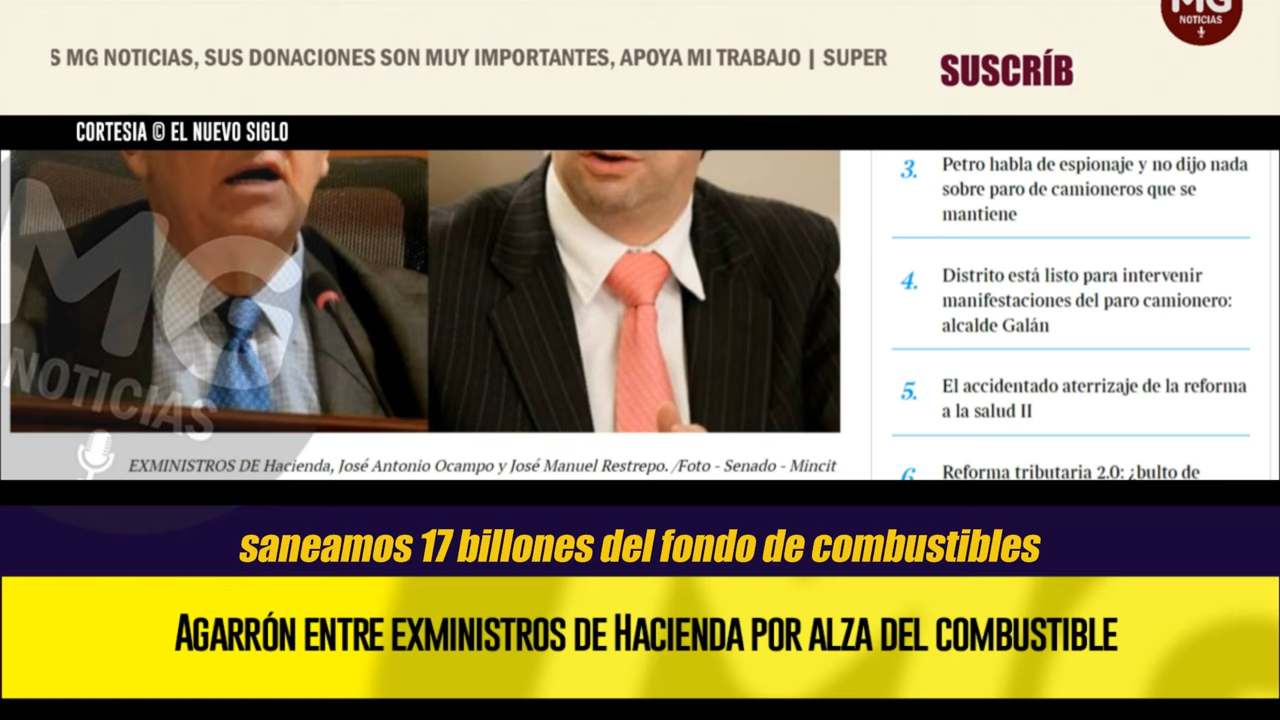 MG
NOTICIAS
S MG NOTICIAS, SUS DONACIONES SON MUY IMPORTANTES, APOYA MI TRABAJO | SUPER
SUSCRÍB
CORTESIA © EL NUEVO SIGLO
3. Petro habla de espionaje y no dijo nada
sobre paro de camioneros que se
mantiene
4. Distrito está listo para intervenir
manifestaciones del paro camionero:
alcalde Galán
5. El accidentado aterrizaje de la reforma
a la salud II
6. Reforma tributaria 2.0: ¿bulto de
MG
NOTICIAS
EXMINISTROS DE Hacienda, José Antonio Ocampo y José Manuel Restrepo. /Foto - Senado - Mincit
saneamos 17 billones del fondo de combustibles
AGARRÓN ENTRE EXMINISTROS DE HACIENDA POR ALZA DEL COMBUSTIBLE